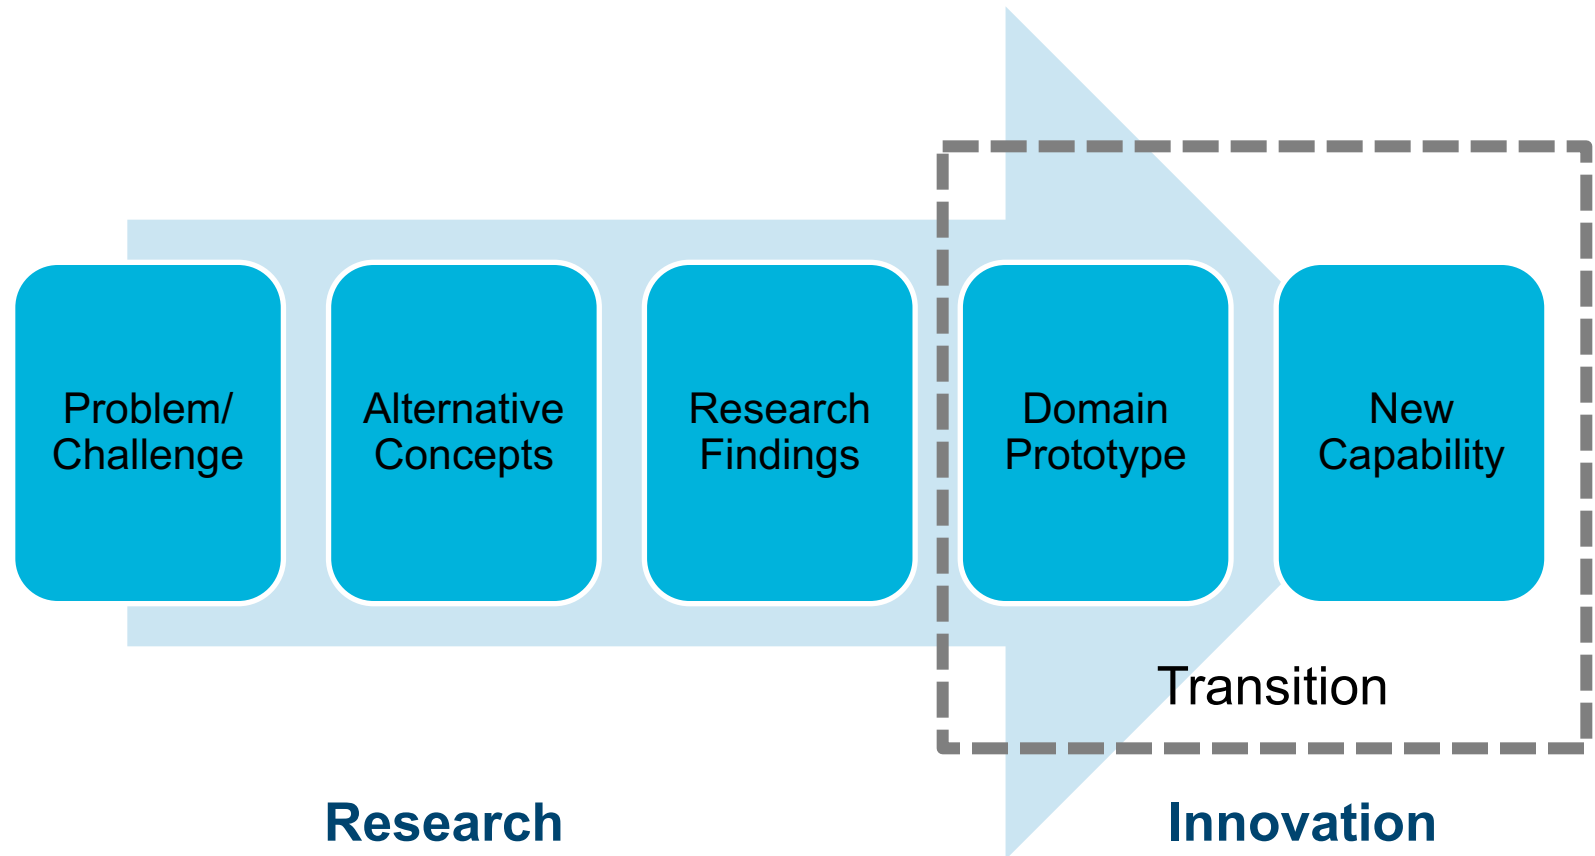 Problem/
Challenge
Alternative
Concepts
Research
Findings
Domain
Prototype
New
Capability
Transition
Research
Innovation